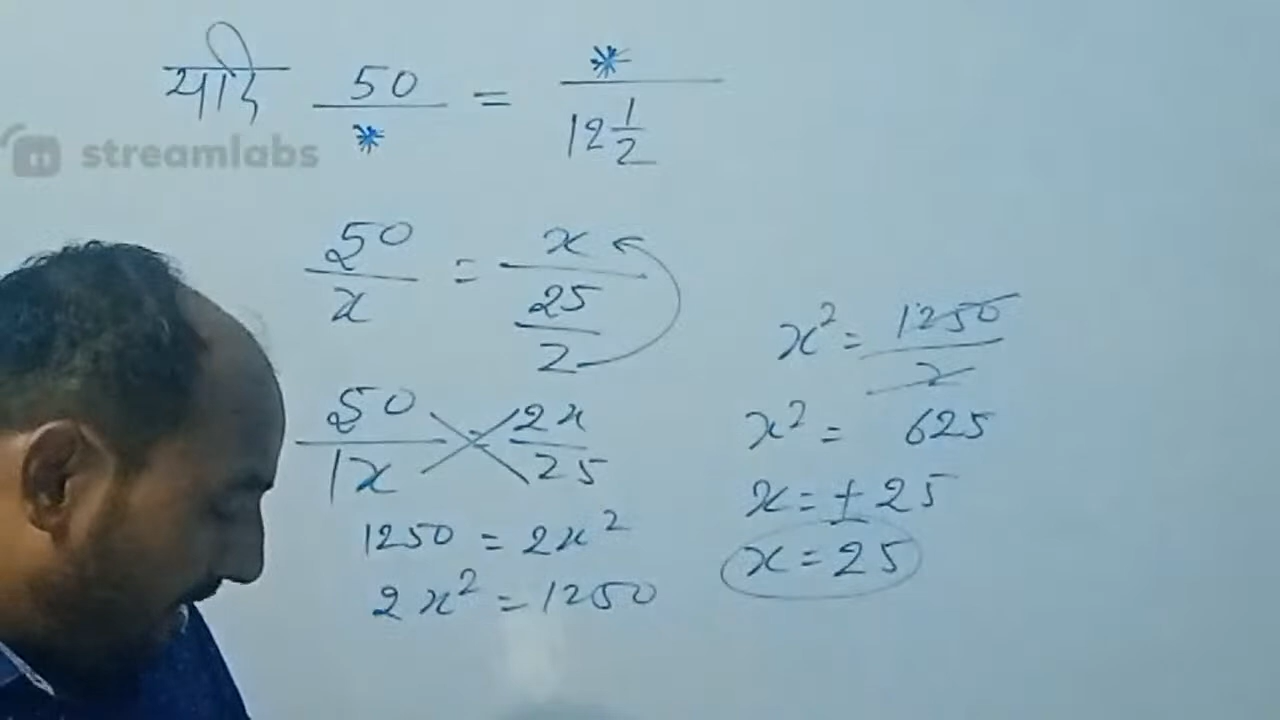 यदि 50/* = */12 1/2
streamlabs
50/x = x/(25/2)
50/1x = 2x/25
1250 = 2x²
2x² = 1250
x² = 1250/2
x² = 625
x = ± 25
x = 25